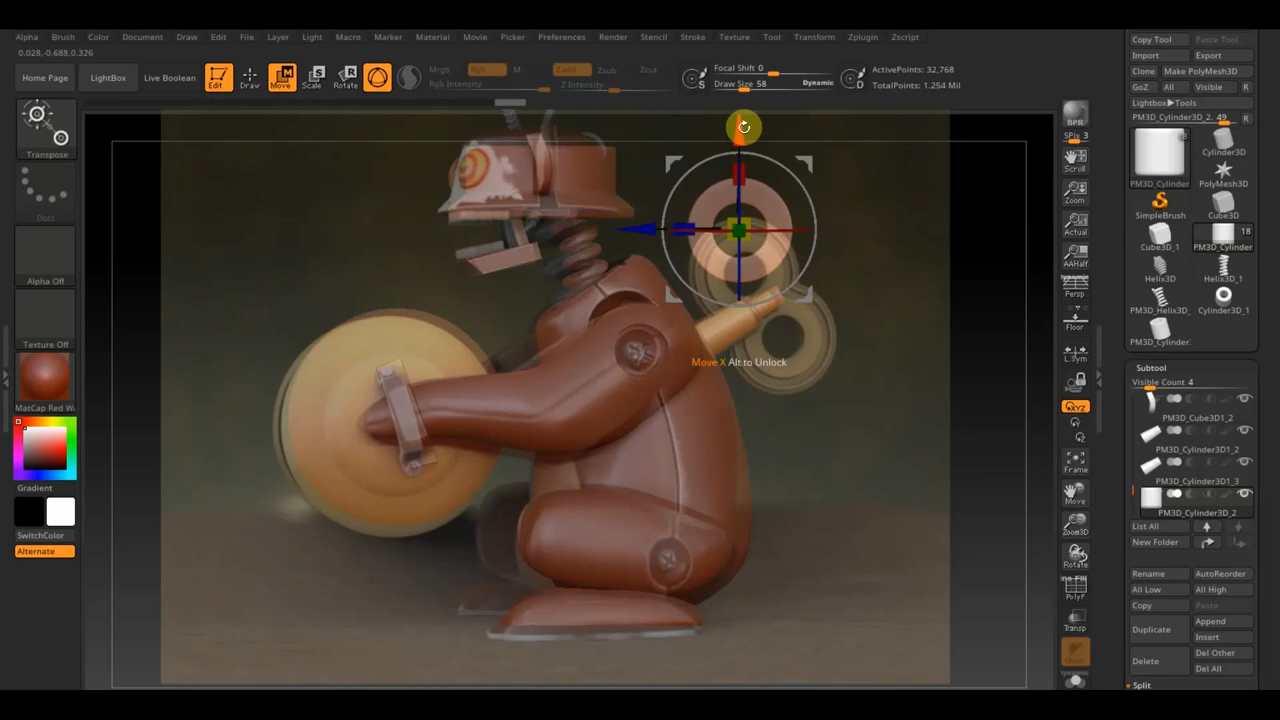 Alpha Brush Color Document Draw Edit File Layer Light Macro Marker Material Movie Picker Preferences Render Stencil Stroke Texture Tool Transform Zplugin Zscript
0.028,-0.688,0.326
Home Page LightBox Live Boolean Edit Draw Move Scale Rotate
Mrgb Rgb M Zadd Zsub Zcut
Rgb Intensity Z Intensity
Focal Shift 0
Draw Size 58 Dynamic
ActivePoints: 32,768
TotalPoints: 1.254 Mil
Transpose
Dots
Alpha Off
Texture Off
MatCap Red W
Gradient
SwitchColor
Alternate
Move X Alt to Unlock
BPR
SPix 3
Scroll
Zoom
Actual
AAHalf
Persp
Floor
L.Sym
XYZ
Frame
Move
Zoom3D
Rotate
PolyF
Transp
Copy Tool Paste Tool
Import Export
Clone Make PolyMesh3D
GoZ All Visible R
Lightbox▶Tools
PM3D_Cylinder3D_2. 49 R
18
PM3D_Cylinder Cylinder3D
PolyMesh3D
SimpleBrush Cube3D
18
Cube3D_1 PM3D_Cylinder
Helix3D Helix3D_1
PM3D_Helix3D_ Cylinder3D_1
PM3D_Cylinder.
Subtool
Visible Count 4
PM3D_Cube3D1_2
PM3D_Cylinder3D1_2
PM3D_Cylinder3D1_3
PM3D_Cylinder3D_2
List All
New Folder
Rename AutoReorder
All Low All High
Copy Paste
Duplicate Append
Insert
Delete Del Other
Del All
Split